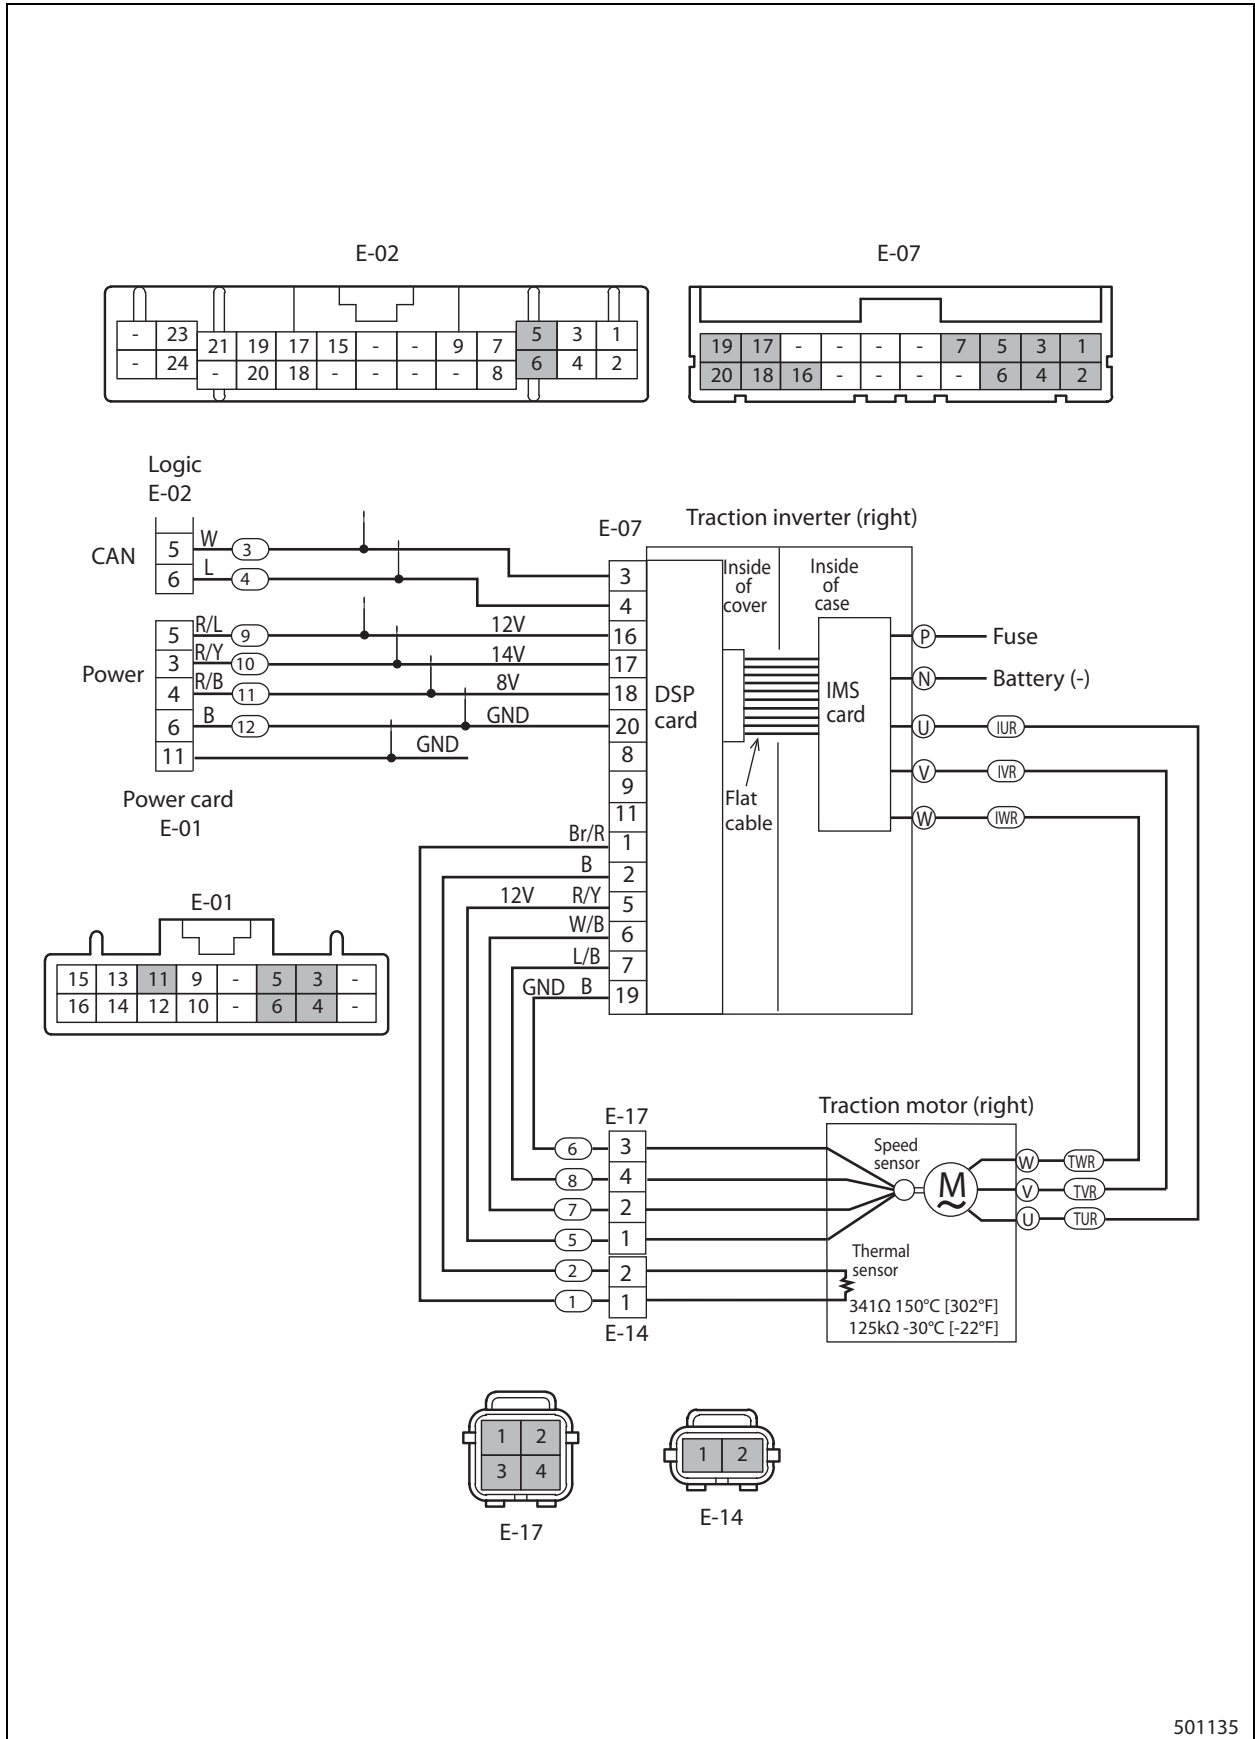 E-02
E-07
- 23 21 19 17 15 - - 9 7 5 3 1
- 24 - 20 18 - - - - 8 6 4 2
19 17 - - - - 7 5 3 1
20 18 16 - - - - 6 4 2
Logic
E-02
CAN
5 W 3
6 L 4
Power
5 R/L 9 12V
3 R/Y 10 14V
4 R/B 11 8V
6 B 12 GND
11 GND
Power card
E-01
E-07
Traction inverter (right)
3
4
16
17
18
20
8
9
11
Br/R 1
B 2
12V R/Y 5
W/B 6
L/B 7
GND B 19
DSP
card
Inside
of
cover
Inside
of
case
IMS
card
Flat
cable
P Fuse
N Battery (-)
U IUR
V IVR
W IWR
E-01
15 13 11 9 - 5 3 -
16 14 12 10 - 6 4 -
E-17
6 3
8 4
7 2
5 1
2 2
1 1
E-14
Traction motor (right)
Speed
sensor
M
W TWR
V TVR
U TUR
Thermal
sensor
341Ω 150°C [302°F]
125kΩ -30°C [-22°F]
1 2
3 4
E-17
1 2
E-14
501135